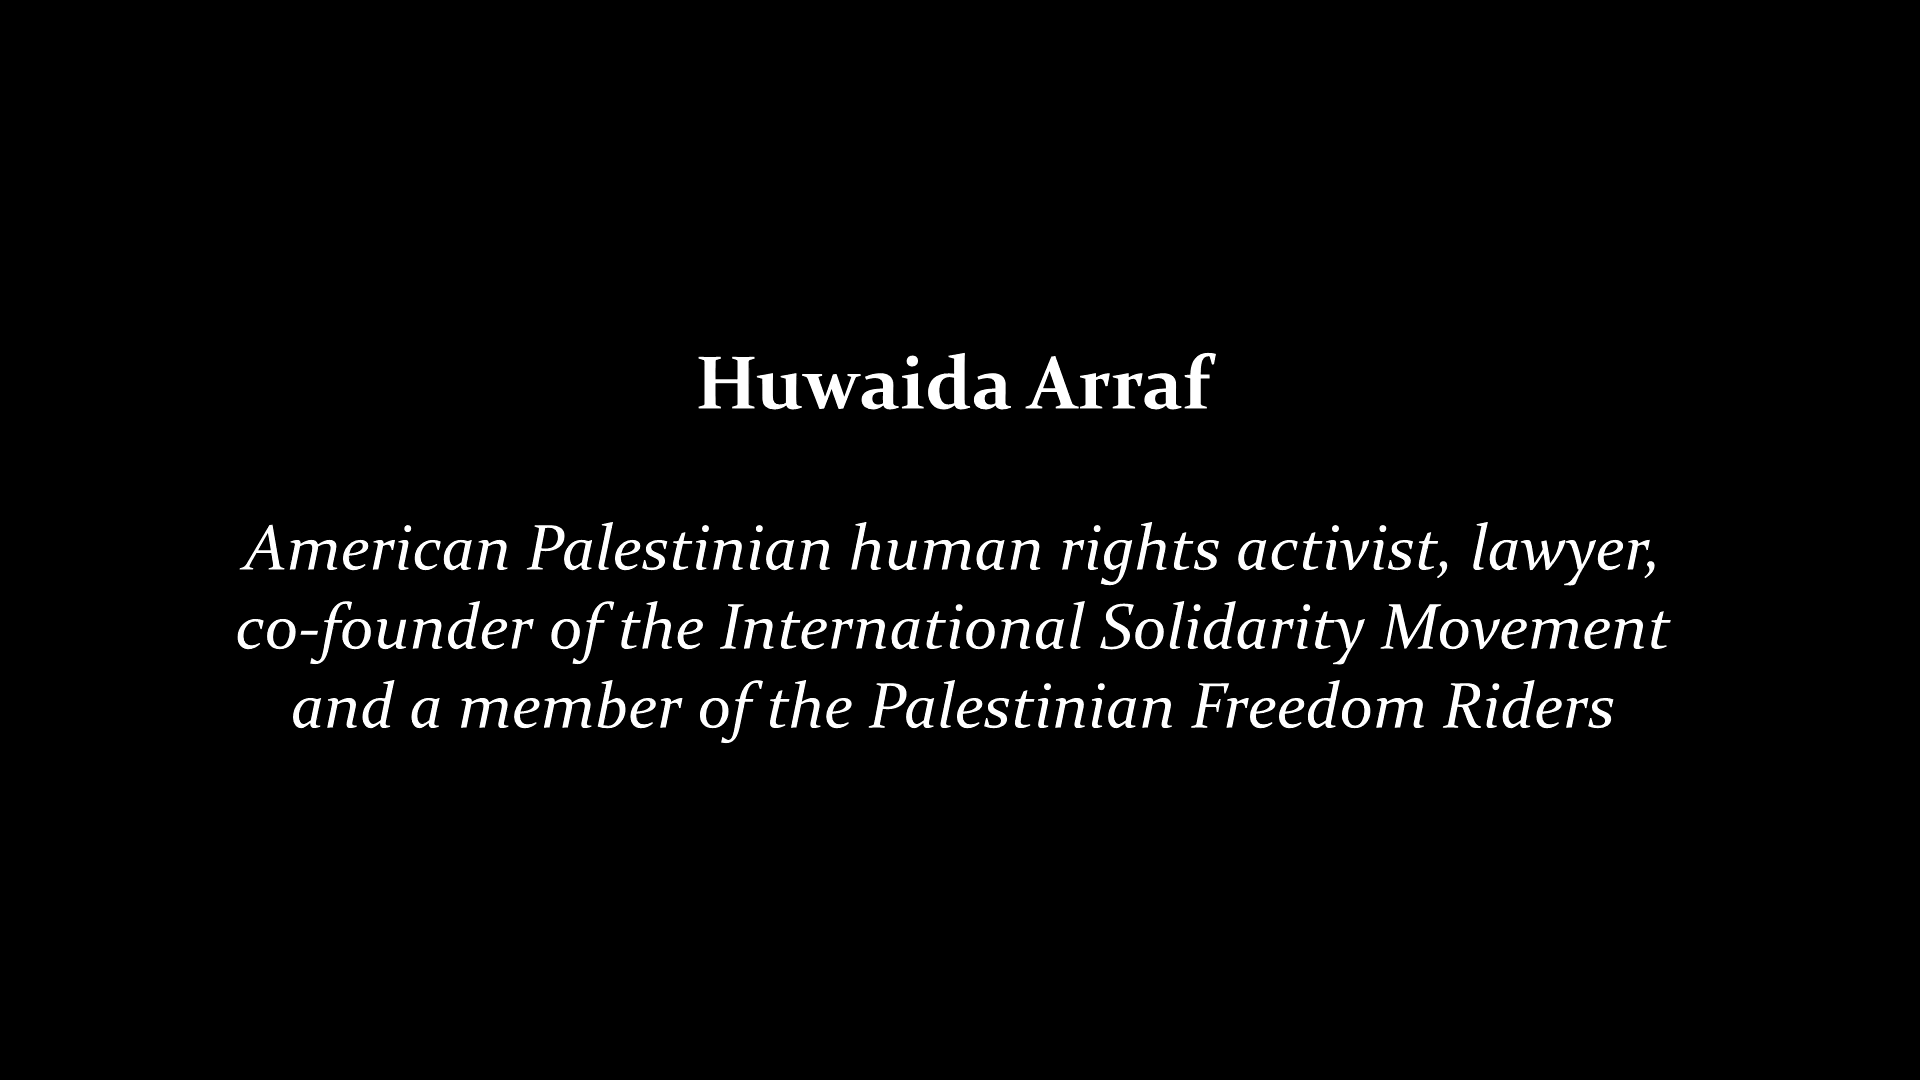 Huwaida Arraf
American Palestinian human rights activist, lawyer,
co-founder of the International Solidarity Movement
and a member of the Palestinian Freedom Riders